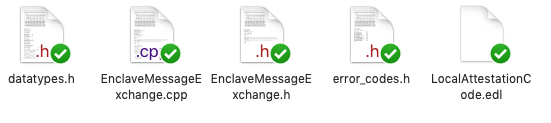 .h
.cp
.h
.h
datatypes.h
EnclaveMessageE
xchange.cpp
EnclaveMessageE
xchange.h
error_codes.h
LocalAttestationC
ode.edl